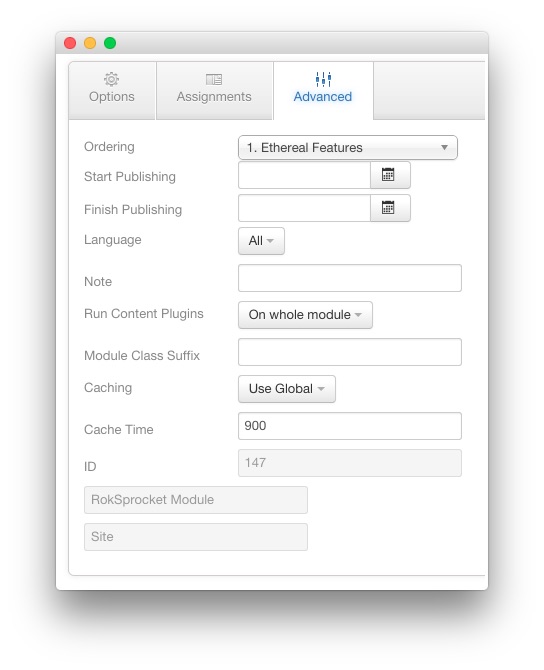 Options Assignments Advanced
Ordering 1. Ethereal Features
Start Publishing
Finish Publishing
Language All
Note
Run Content Plugins On whole module
Module Class Suffix
Caching Use Global
Cache Time 900
ID 147
RokSprocket Module
Site